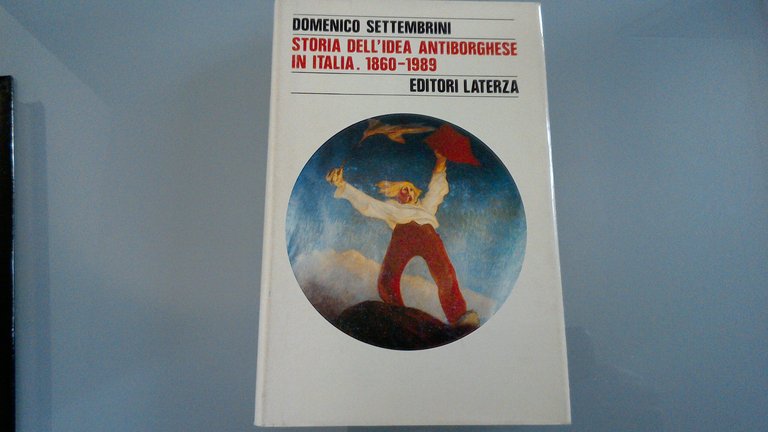 DOMENICO SETTEMBRINI
STORIA DELL'IDEA ANTIBORGHESE
IN ITALIA. 1860-1989
EDITORI LATERZA